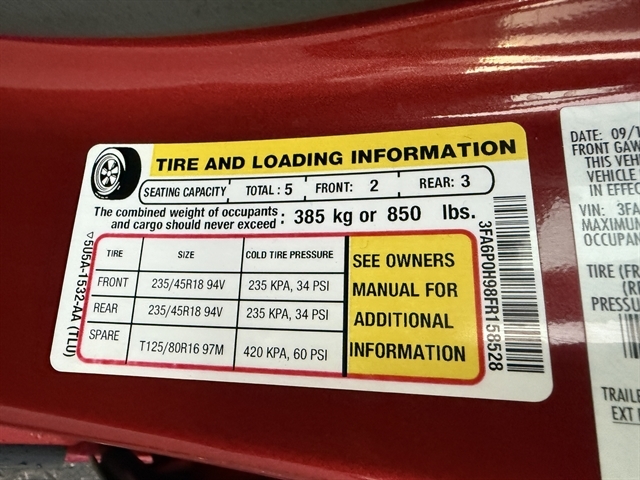 TIRE AND LOADING INFORMATION
SEATING CAPACITY TOTAL: 5 FRONT: 2 REAR: 3
The combined weight of occupants and cargo should never exceed: 385 kg or 850 lbs.
TIRE SIZE COLD TIRE PRESSURE
FRONT 235/45R18 94V 235 KPA, 34 PSI
REAR 235/45R18 94V 235 KPA, 34 PSI
SPARE T125/80R16 97M 420 KPA, 60 PSI
SEE OWNERS
MANUAL FOR
ADDITIONAL
INFORMATION
5U5A-1532-AA (TLU)
3FA6P0H98FR158528
DATE: 09/1
FRONT GAW
THIS VEH
VEHICLE
IN EFFE
VIN: 3FA
MAXIMUM
OCCUPAN
TIRE (FR
(RE
PRESSUR
TRAILE
EXT